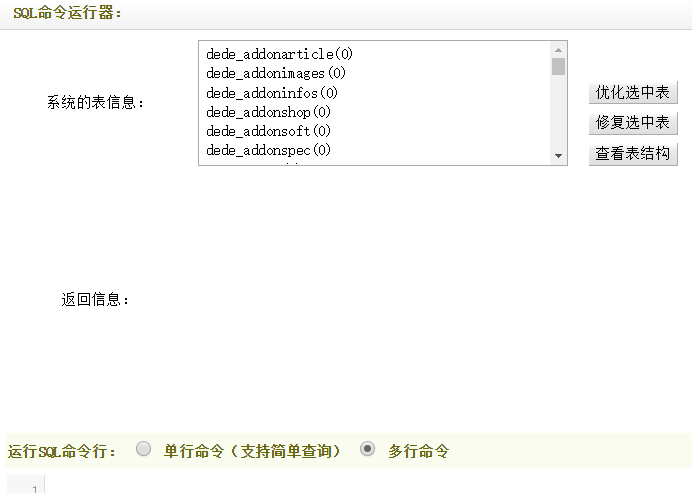 SQL命令运行器：
dede_addonarticle(0)
dede_addonimages(0)
系统的表信息：
dede_addoninfos(0)
优化选中表
dede_addonshop(0)
dede_addonsoft(0)
修复选中表
dede_addonspec(0)
查看表结构
返回信息：
运行SQL命令行： 单行命令（支持简单查询） 多行命令
1